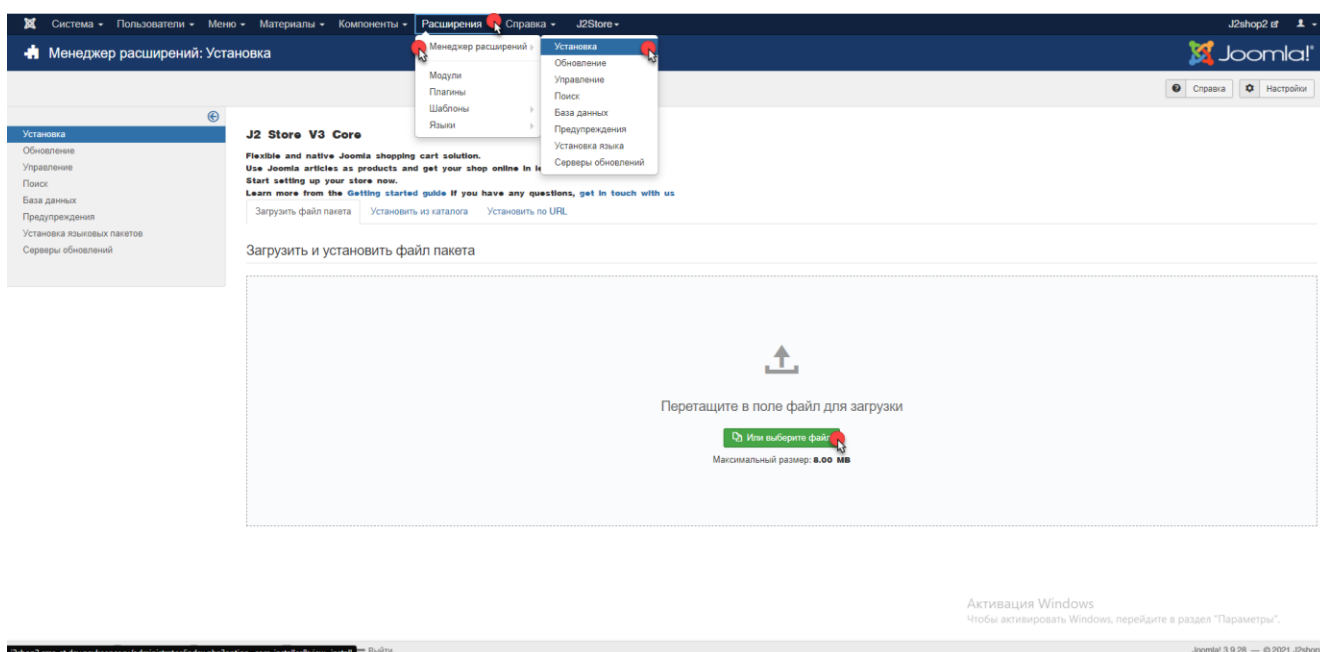 Система Пользователи Меню Материалы Компоненты Расширения Справка J2Store J2shop2
Менеджер расширений: Установка
Joomla!
Менеджер расширений
Модули
Плагины
Шаблоны
Языки
Установка
Обновление
Управление
Поиск
База данных
Предупреждения
Установка языка
Серверы обновлений
Справка Настройки
Установка
Обновление
Управление
Поиск
База данных
Предупреждения
Установка языковых пакетов
Серверы обновлений
J2 Store V3 Core
Flexible and native Joomla shopping cart solution.
Use Joomla articles as products and get your shop online in le
Start setting up your store now.
Learn more from the Getting started guide If you have any questions, get in touch with us
Загрузить файл пакета Установить из каталога Установить по URL
Загрузить и установить файл пакета
Перетащите в поле файл для загрузки
Или выберите файл
Максимальный размер: 8.00 MB
Активация Windows
Чтобы активировать Windows, перейдите в раздел "Параметры".
Выйти
Joomla! 3.9.28 — © 2021 J2shop